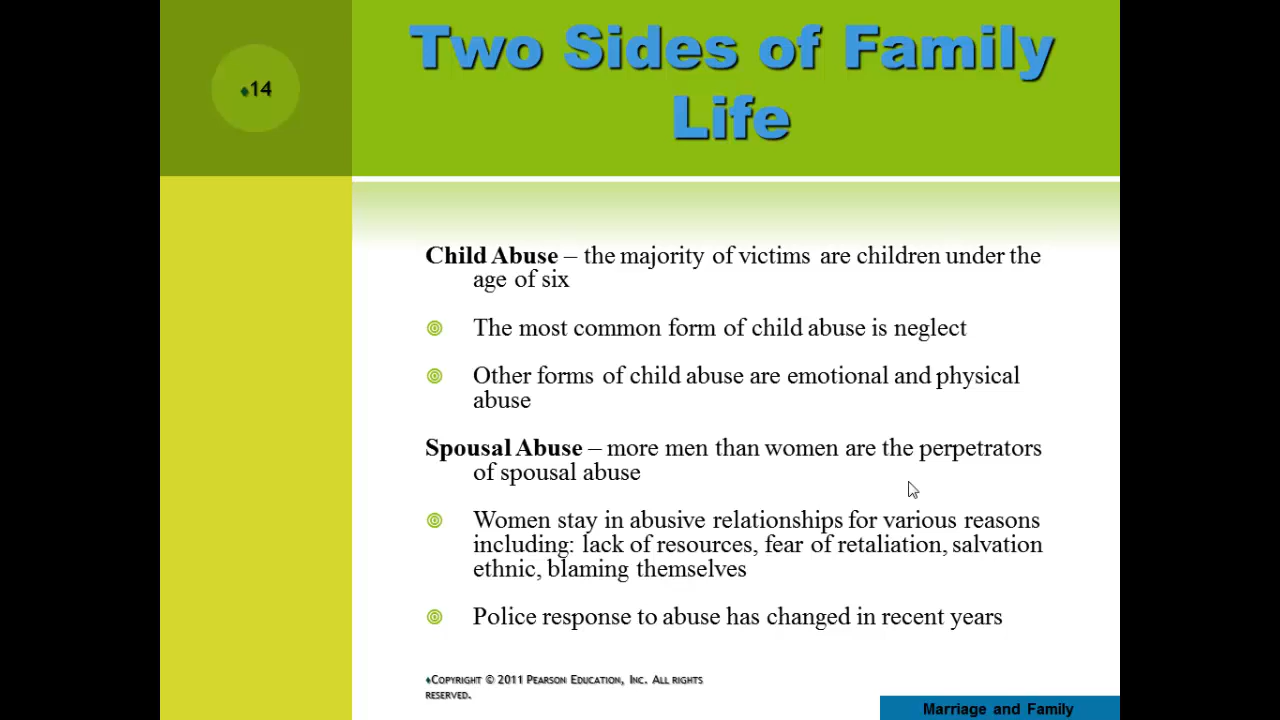 ♦14
Two Sides of Family
Life
Child Abuse – the majority of victims are children under the
age of six
The most common form of child abuse is neglect
Other forms of child abuse are emotional and physical
abuse
Spousal Abuse – more men than women are the perpetrators
of spousal abuse
Women stay in abusive relationships for various reasons
including: lack of resources, fear of retaliation, salvation
ethnic, blaming themselves
Police response to abuse has changed in recent years
♦Copyright © 2011 Pearson Education, Inc. All rights
reserved.
Marriage and Family